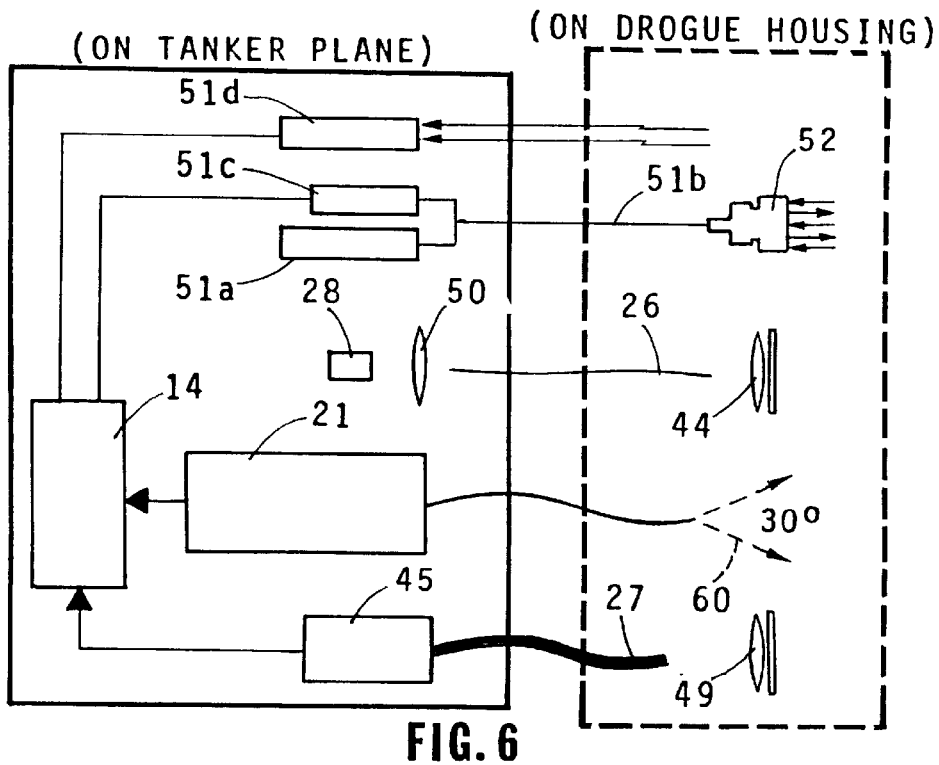 (ON TANKER PLANE)
(ON DROGUE HOUSING)
51d
52
51c
51b
51a
28
50
26
14
21
44
30º
60
45
27
49
FIG. 6